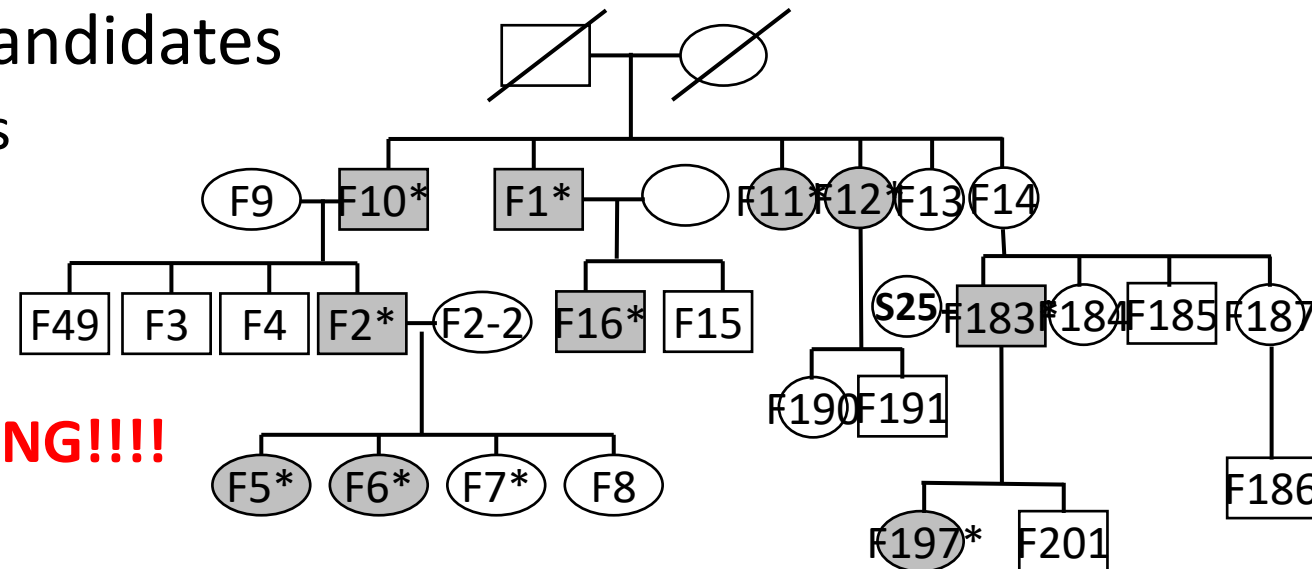 andidates
s
F9 F10* F1* F11* F12* F13 F14
F49 F3 F4 F2* F2-2 F16* F15 S25 F183* F184 F185 F187
F190 F191
NG!!!!
F5* F6* F7* F8 F186
F197* F201